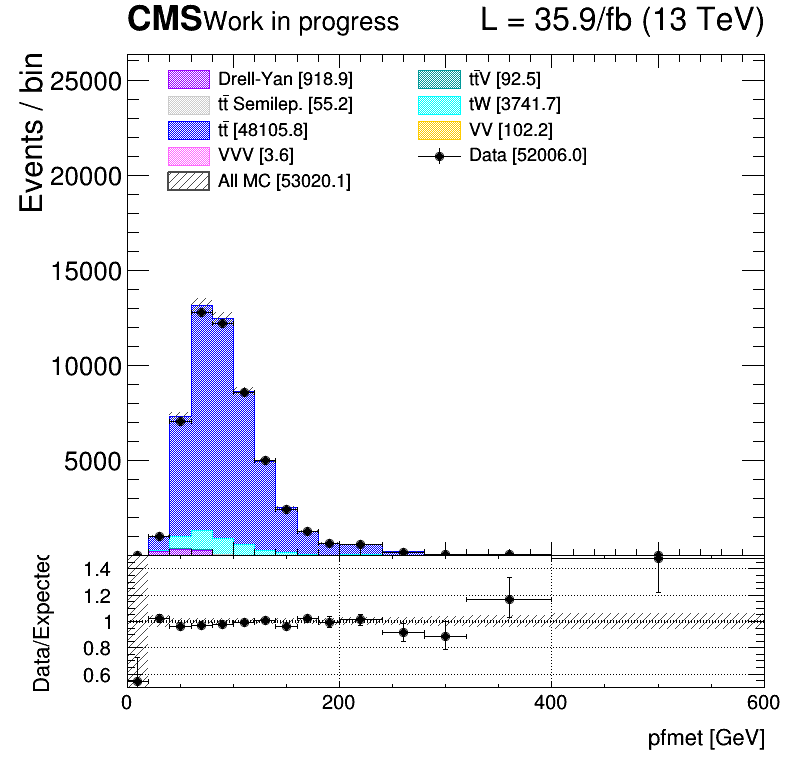 CMS Work in progress L = 35.9/fb (13 TeV)
Events / bin
25000
20000
15000
10000
5000
Drell-Yan [918.9]
tt̄ Semilep. [55.2]
tt̄ [48105.8]
VVV [3.6]
All MC [53020.1]
tt̄V [92.5]
tW [3741.7]
VV [102.2]
Data [52006.0]
Data/Expected
1.4
1.2
1
0.8
0.6
0 200 400 600
pfmet [GeV]